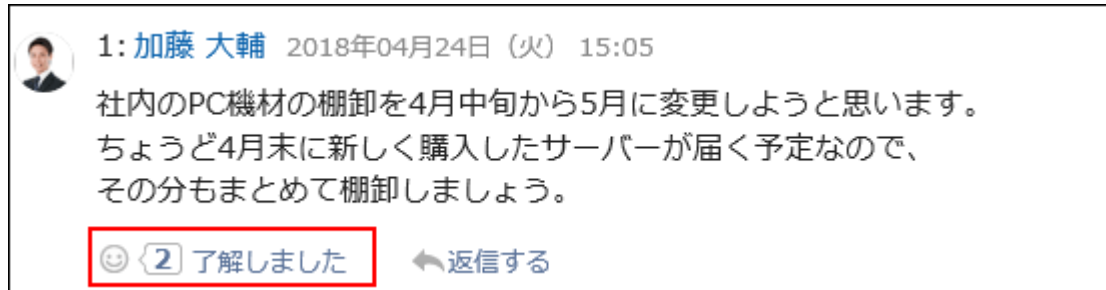 1: 加藤 大輔 2018年04月24日（火） 15:05
社内のPC機材の棚卸を4月中旬から5月に変更しようと思います。
ちょうど4月末に新しく購入したサーバーが届く予定なので、
その分もまとめて棚卸しましょう。
2 了解しました 返信する